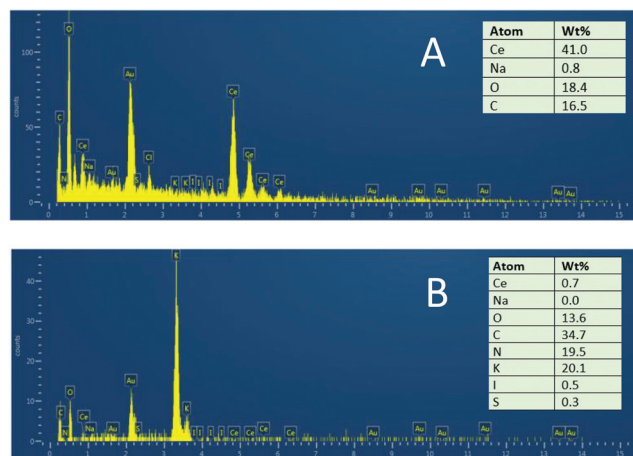 A
Atom Wt%
Ce 41.0
Na 0.8
O 18.4
C 16.5
counts
100
50
0
O
Au
Ce
C
Ce
Ce
N
Na
Au
S
Cl
K
K
I
I
I
I
Ce
Ce
Au
Au
Au
Au
Au
Au
0 1 2 3 4 5 6 7 8 9 10 11 12 13 14 15
B
Atom Wt%
Ce 0.7
Na 0.0
O 13.6
C 34.7
N 19.5
K 20.1
I 0.5
S 0.3
counts
40
30
20
10
0
K
Au
O
C
Ce
K
N
Na
Au
S
I
I
I
I
Ce
Ce
Ce
Ce
Au
Au
Au
Au
Au
Au
0 1 2 3 4 5 6 7 8 9 10 11 12 13 14 15